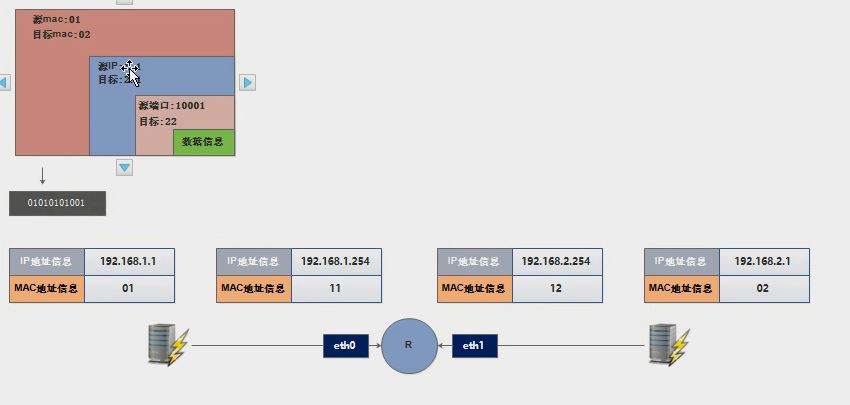 源mac:01
目标mac:02
源IP:
目标:
源端口:10001
目标:22
数据信息
01010101001
IP地址信息 192.168.1.1
MAC地址信息 01
IP地址信息 192.168.1.254
MAC地址信息 11
IP地址信息 192.168.2.254
MAC地址信息 12
IP地址信息 192.168.2.1
MAC地址信息 02
eth0
R
eth1